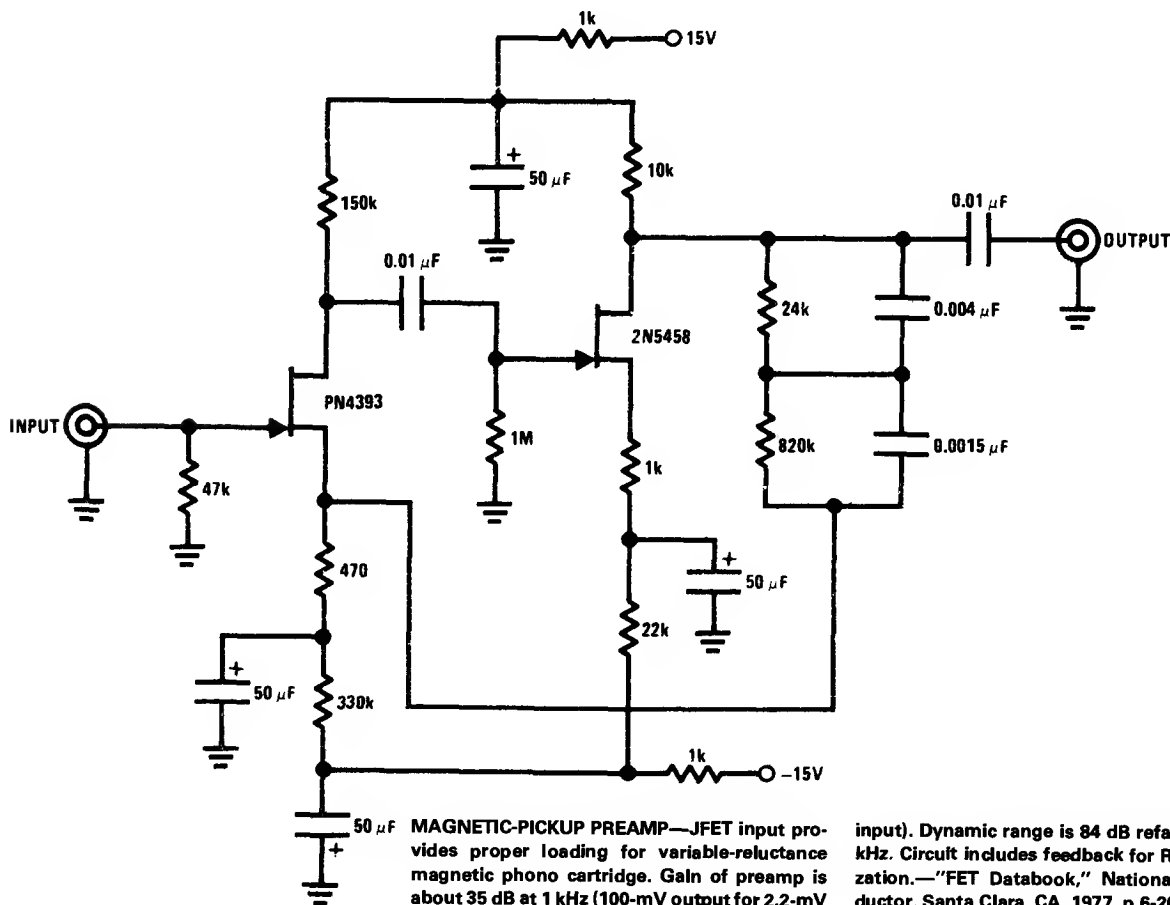 1k
15V
50 μF
10k
150k
0.01 μF
0.01 μF
OUTPUT
24k
0.004 μF
2N5458
PN4393
INPUT
1M
820k
0.0015 μF
47k
1k
470
50 μF
22k
50 μF
330k
1k
-15V
50 μF
MAGNETIC-PICKUP PREAMP—JFET input pro-
vides proper loading for variable-reluctance
magnetic phono cartridge. Gain of preamp is
about 35 dB at 1 kHz (100-mV output for 2.2-mV
input). Dynamic range is 84 dB
kHz. Circuit includes feedback for
zation.—"FET Databook," National
ductor, Santa Clara, CA, 1977, p